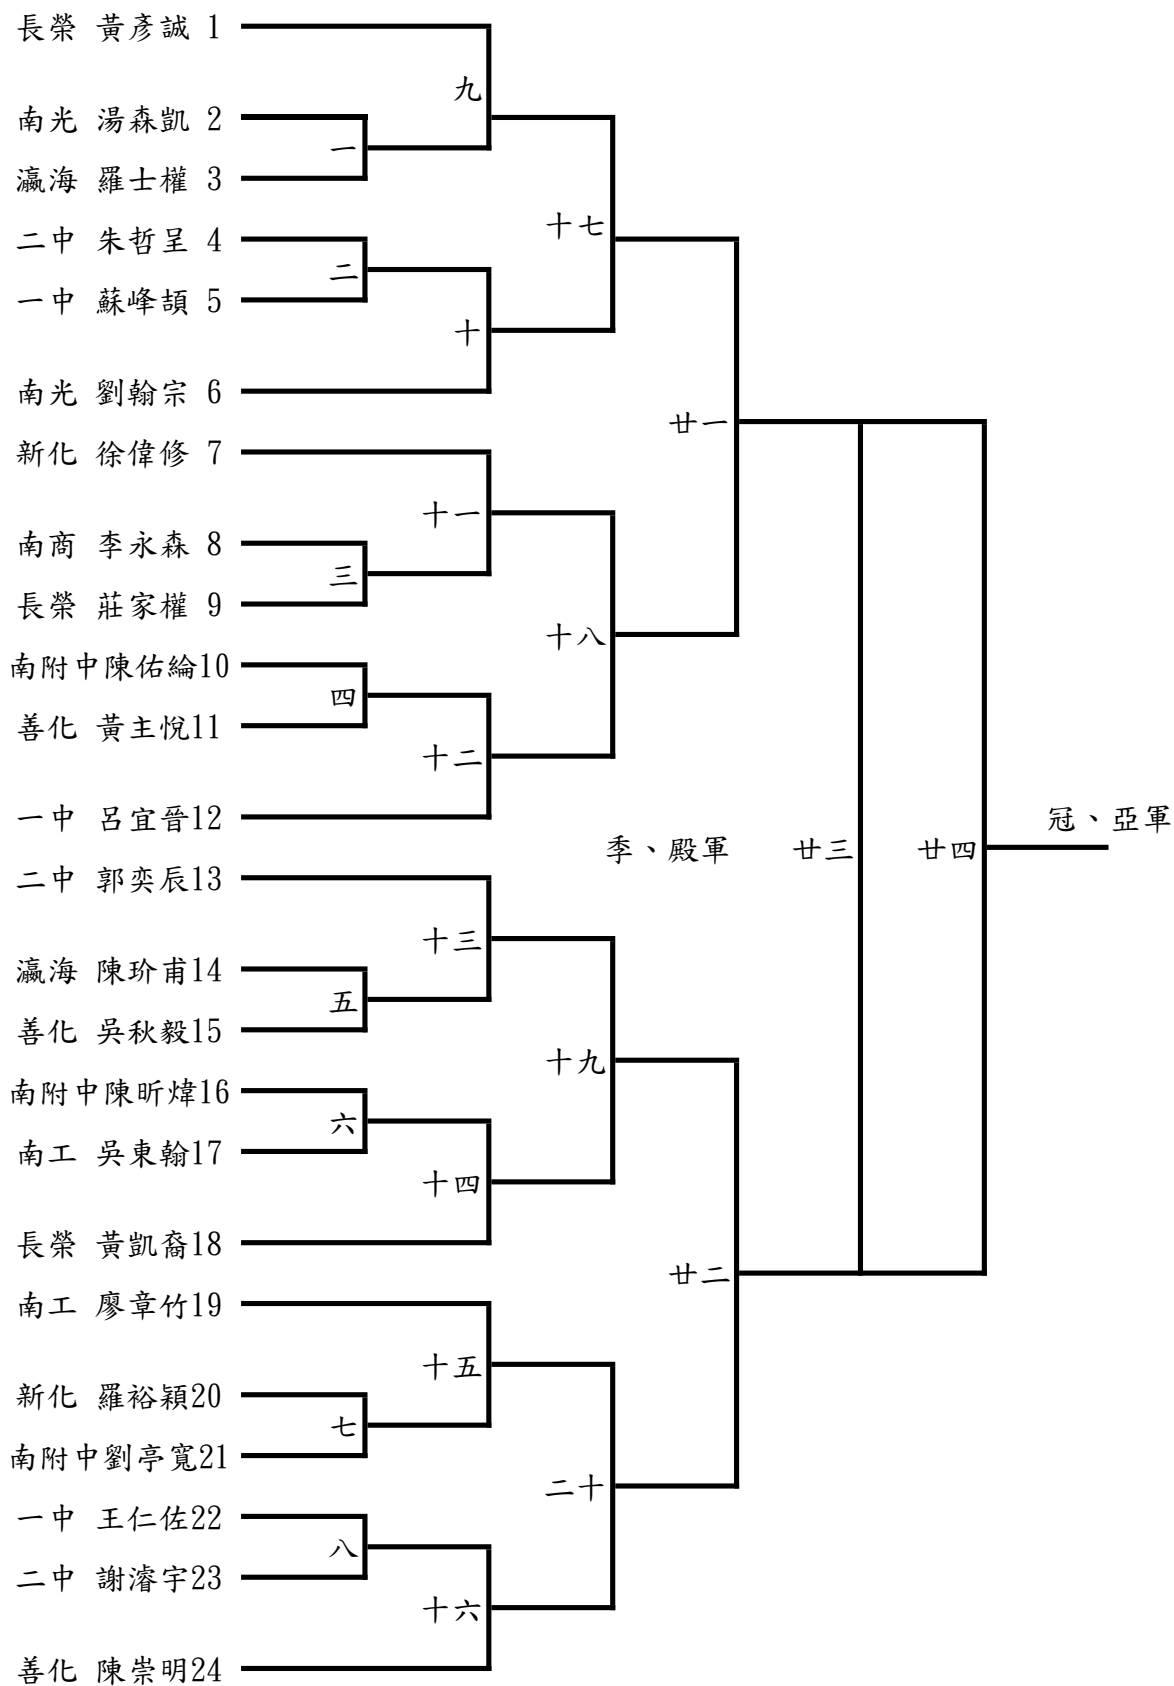 長榮 黃彥誠 1
九
南光 湯森凱 2
一
瀛海 羅士權 3
十七
二中 朱哲呈 4
二
一中 蘇峰頡 5
十
南光 劉翰宗 6
廿一
新化 徐偉修 7
十一
南商 李永森 8
三
長榮 莊家權 9
十八
南附中陳佑綸10
四
善化 黃主悅11
十二
一中 呂宜晉12
季、殿軍 廿三 廿四 冠、亞軍
二中 郭奕辰13
十三
瀛海 陳玠甫14
五
善化 吳秋毅15
十九
南附中陳昕煒16
六
南工 吳東翰17
十四
長榮 黃凱裔18
廿二
南工 廖章竹19
十五
新化 羅裕穎20
七
南附中劉亭寬21
二十
一中 王仁佐22
八
二中 謝濬宇23
十六
善化 陳崇明24